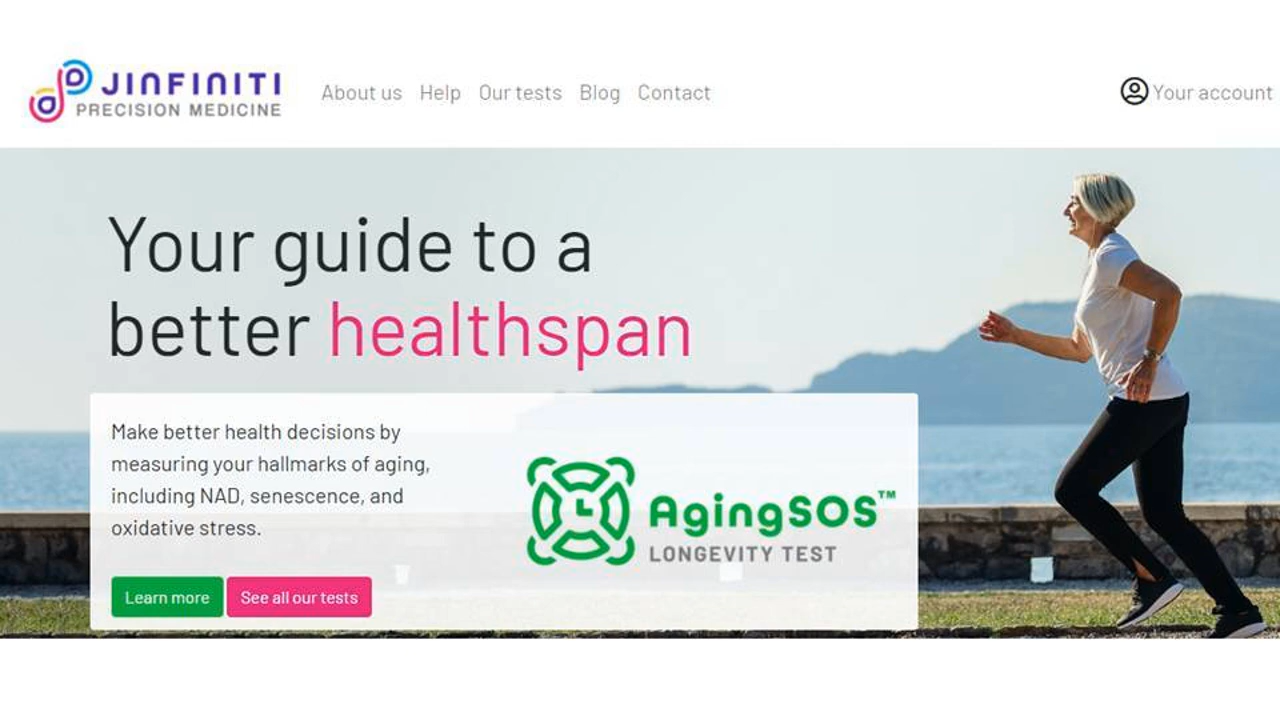 JINFINITI
PRECISION MEDICINE
About us Help Our tests Blog Contact
Your account
Your guide to a
better healthspan
Make better health decisions by
measuring your hallmarks of aging,
including NAD, senescence, and
oxidative stress.
AgingSOS™
LONGEVITY TEST
Learn more See all our tests